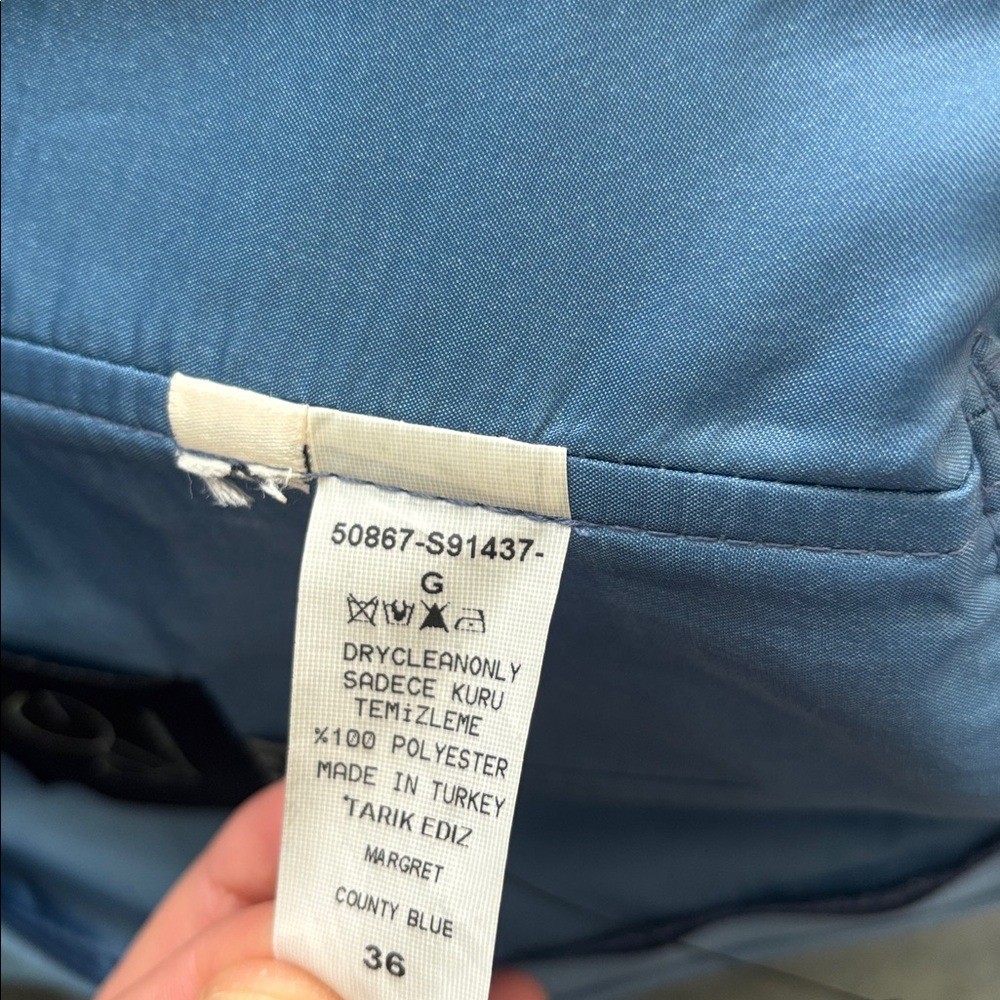 50867-S91437-
G
DRYCLEANONLY
SADECE KURU
TEMİZLEME
%100 POLYESTER
MADE IN TURKEY
TARIK EDIZ
MARGRET
COUNTY BLUE
36